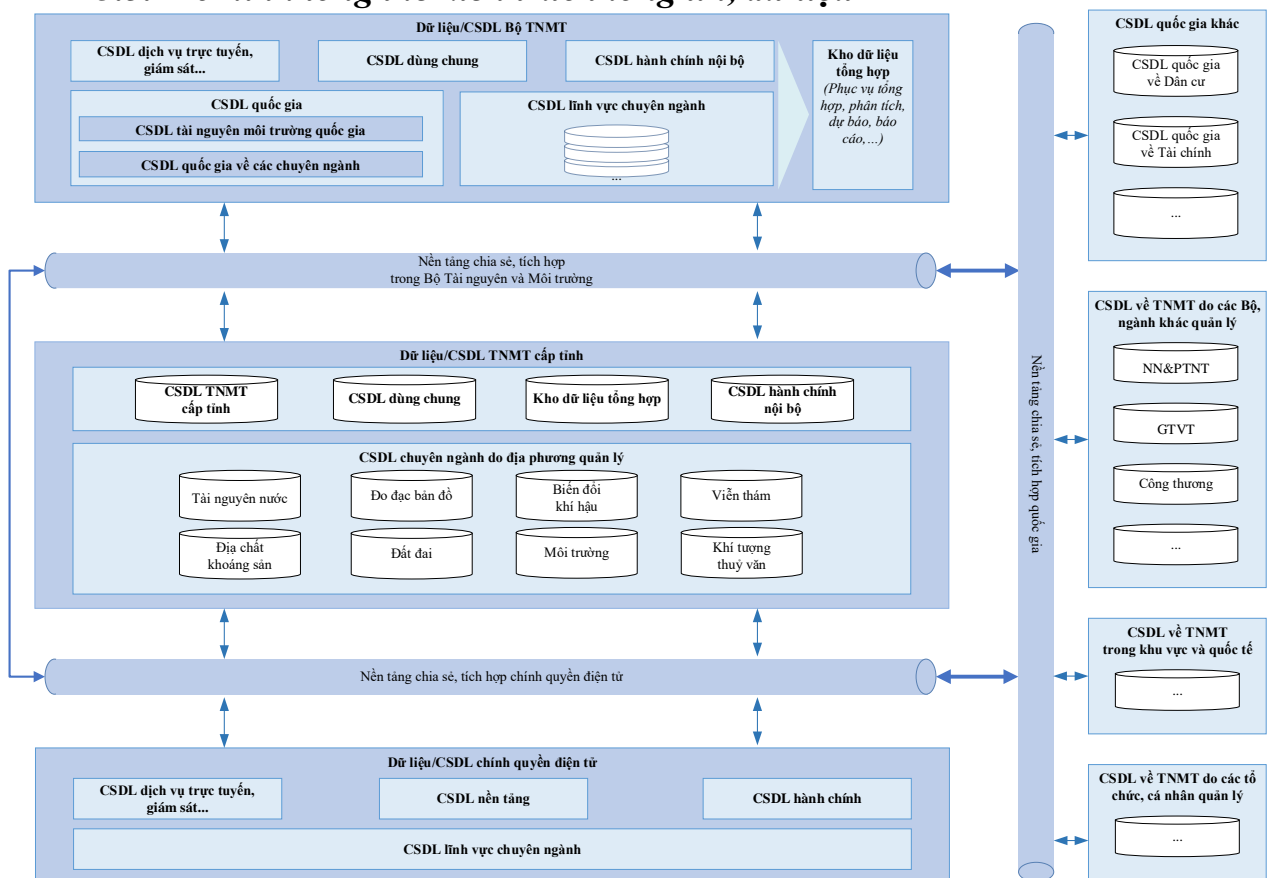 Dữ liệu/CSDL Bộ TNMT
CSDL dịch vụ trực tuyến,
giám sát...
CSDL dùng chung
CSDL hành chính nội bộ
Kho dữ liệu
tổng hợp
(Phục vụ tổng
hợp, phân tích,
dự báo, báo
cáo,...)
CSDL quốc gia
CSDL tài nguyên môi trường quốc gia
CSDL quốc gia về các chuyên ngành
CSDL lĩnh vực chuyên ngành
...
Nền tảng chia sẻ, tích hợp
trong Bộ Tài nguyên và Môi trường
Dữ liệu/CSDL TNMT cấp tỉnh
CSDL TNMT
cấp tỉnh
CSDL dùng chung
Kho dữ liệu tổng hợp
CSDL hành chính
nội bộ
CSDL chuyên ngành do địa phương quản lý
Tài nguyên nước
Đo đạc bản đồ
Biến đổi
khí hậu
Viễn thám
Địa chất
khoáng sản
Đất đai
Môi trường
Khí tượng
thuỷ văn
Nền tảng chia sẻ, tích hợp chính quyền điện tử
Dữ liệu/CSDL chính quyền điện tử
CSDL dịch vụ trực tuyến,
giám sát...
CSDL nền tảng
CSDL hành chính
CSDL lĩnh vực chuyên ngành
Nền tảng chia sẻ, tích hợp quốc gia
CSDL quốc gia khác
CSDL quốc gia
về Dân cư
CSDL quốc gia
về Tài chính
...
CSDL về TNMT do các Bộ,
ngành khác quản lý
NN&PTNT
GTVT
Công thương
...
CSDL về TNMT
trong khu vực và quốc tế
...
CSDL về TNMT do các tổ
chức, cá nhân quản lý
...